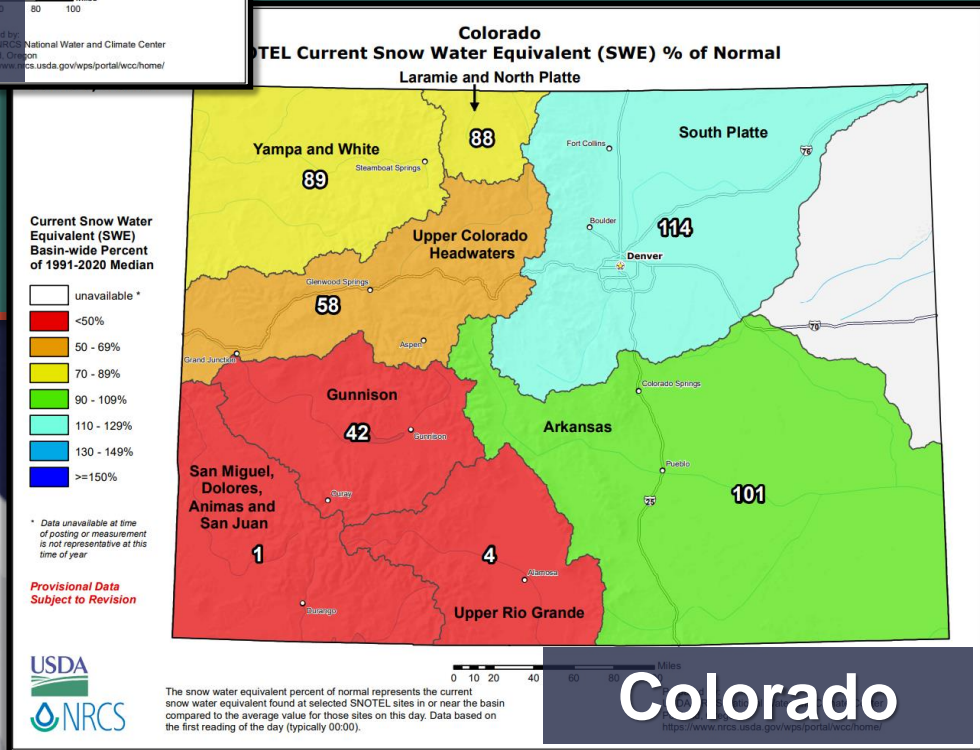 80 100
d by:
NRCS National Water and Climate Center
, Oregon
www.nrcs.usda.gov/wps/portal/wcc/home/
Colorado
OTEL Current Snow Water Equivalent (SWE) % of Normal
Laramie and North Platte
88
South Platte
Fort Collins
76
Yampa and White
Steamboat Springs
89
Boulder
114
Upper Colorado
Headwaters
Denver
Glenwood Springs
58
70
Aspen
Grand Junction
Colorado Springs
Gunnison
42
Gunnison
Arkansas
Pueblo
San Miguel,
Dolores,
Animas and
San Juan
Ouray
25
101
1
4
Alamosa
Durango
Upper Rio Grande
Current Snow Water
Equivalent (SWE)
Basin-wide Percent
of 1991-2020 Median
unavailable *
<50%
50 - 69%
70 - 89%
90 - 109%
110 - 129%
130 - 149%
>=150%
* Data unavailable at time
of posting or measurement
is not representative at this
time of year
Provisional Data
Subject to Revision
USDA
NRCS
Miles
0 10 20 40 60 80
The snow water equivalent percent of normal represents the current
snow water equivalent found at selected SNOTEL sites in or near the basin
compared to the average value for those sites on this day. Data based on
the first reading of the day (typically 00:00).
Colorado
https://www.nrcs.usda.gov/wps/portal/wcc/home/